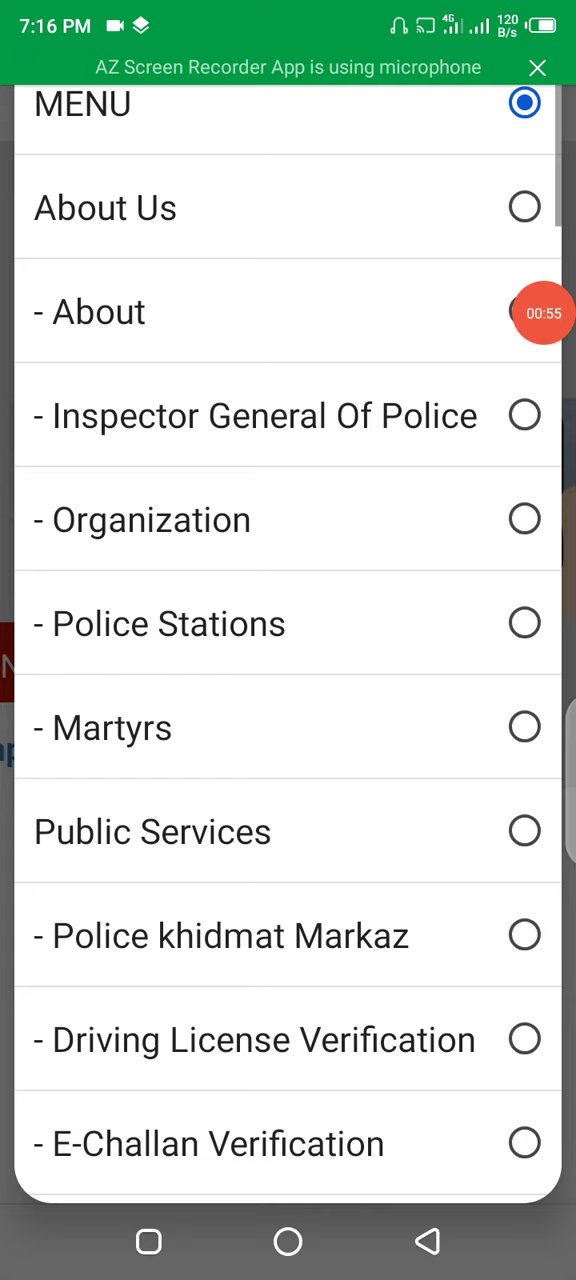 7:16 PM
4G
120
B/s
AZ Screen Recorder App is using microphone
MENU
About Us
- About
00:55
- Inspector General Of Police
- Organization
- Police Stations
- Martyrs
Public Services
- Police khidmat Markaz
- Driving License Verification
- E-Challan Verification